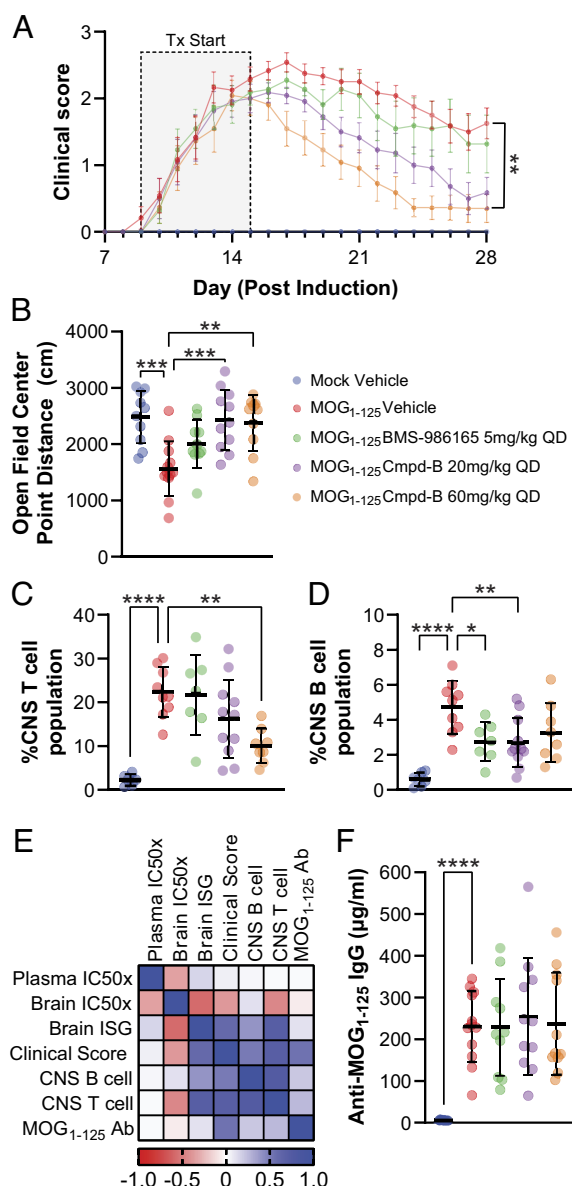 A
Tx Start
Clinical score
3
2
1
0
7
14
21
28
**
Day (Post Induction)
B
Open Field Center
Point Distance (cm)
4000
3000
2000
1000
0
***
***
**
Mock Vehicle
MOG1-125 Vehicle
MOG1-125 BMS-986165 5mg/kg QD
MOG1-125 Cmpd-B 20mg/kg QD
MOG1-125 Cmpd-B 60mg/kg QD
C
%CNS T cell
population
40
30
20
10
0
****
**
D
%CNS B cell
population
10
8
6
4
2
0
****
*
**
E
Plasma IC50x
Brain IC50x
Brain ISG
Clinical Score
CNS B cell
CNS T cell
MOG1-125 Ab
Plasma IC50x
Brain IC50x
Brain ISG
Clinical Score
CNS B cell
CNS T cell
MOG1-125 Ab
-1.0
-0.5
0
0.5
1.0
F
Anti-MOG1-125 IgG (µg/ml)
600
500
400
300
200
100
0
****